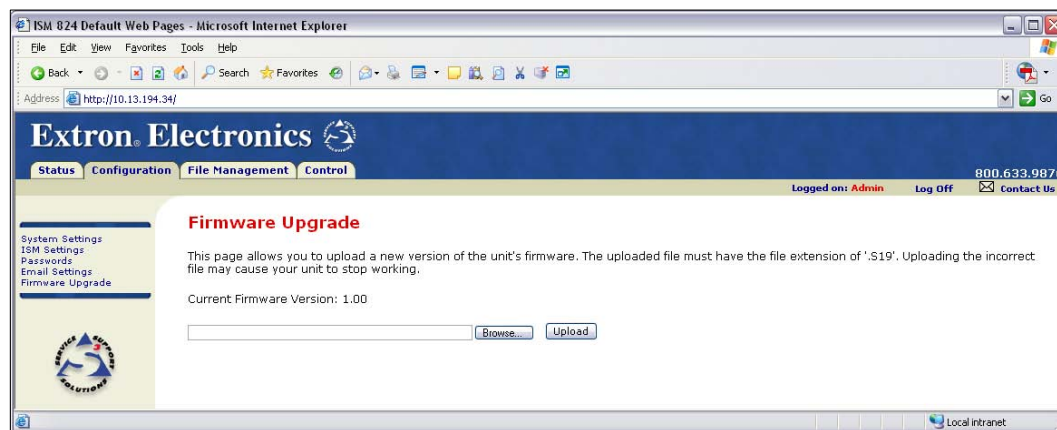 ISM 824 Default Web Pages - Microsoft Internet Explorer
File Edit View Favorites Tools Help
Back Search Favorites
Address http://10.13.194.34/ Go
Extron® Electronics
Status Configuration File Management Control
800.633.987
Logged on: Admin Log Off Contact Us
System Settings
ISM Settings
Passwords
Email Settings
Firmware Upgrade
Firmware Upgrade
This page allows you to upload a new version of the unit's firmware. The uploaded file must have the file extension of '.S19'. Uploading the incorrect
file may cause your unit to stop working.
Current Firmware Version: 1.00
Browse... Upload
SERVICE SUPPORT SOLUTIONS
S3
Local intranet